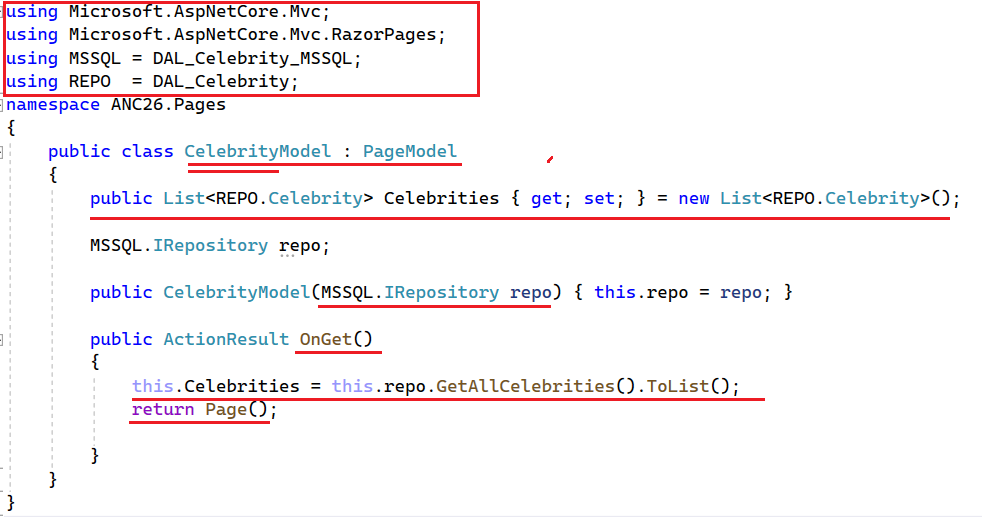 using Microsoft.AspNetCore.Mvc;
using Microsoft.AspNetCore.Mvc.RazorPages;
using MSSQL = DAL_Celebrity_MSSQL;
using REPO  = DAL_Celebrity;
namespace ANC26.Pages
{
    public class CelebrityModel : PageModel
    {
        public List<REPO.Celebrity> Celebrities { get; set; } = new List<REPO.Celebrity>();
        MSSQL.IRepository repo;
        public CelebrityModel(MSSQL.IRepository repo) { this.repo = repo; }
        public ActionResult OnGet()
        {
            this.Celebrities = this.repo.GetAllCelebrities().ToList();
            return Page();
        }
    }
}